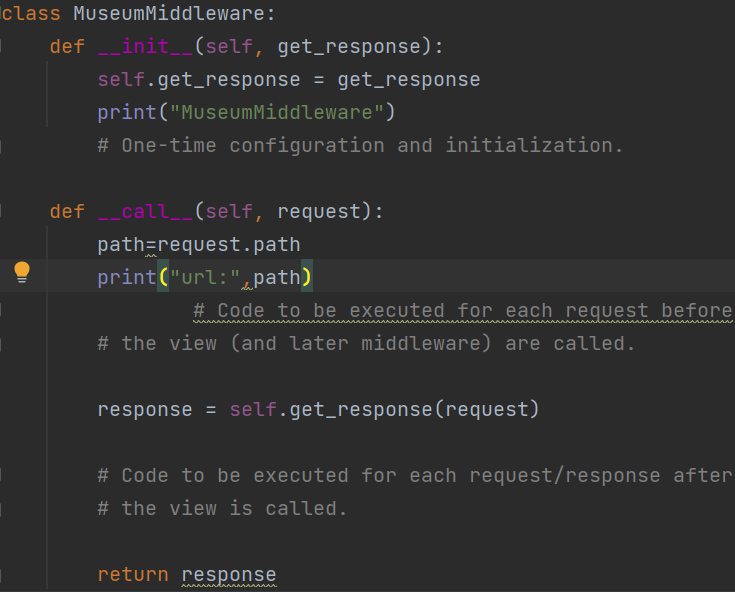 class MuseumMiddleware:
    def __init__(self, get_response):
        self.get_response = get_response
        print("MuseumMiddleware")
        # One-time configuration and initialization.
    def __call__(self, request):
        path=request.path
        print("url:",path)
                # Code to be executed for each request before
        # the view (and later middleware) are called.
        response = self.get_response(request)
        # Code to be executed for each request/response after
        # the view is called.
        return response